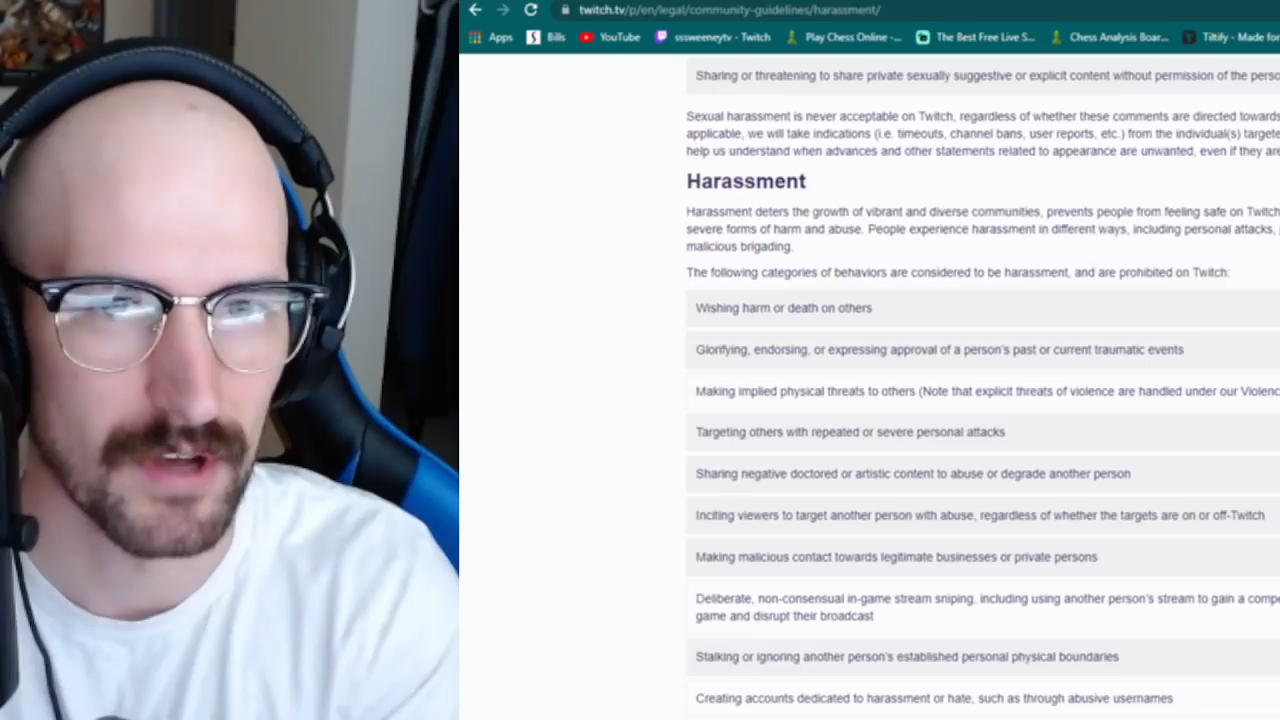 twitch.tv/p/en/legal/community-guidelines/harassment/
Apps Bills YouTube ssweeneytv - Twitch Play Chess Online -... The Best Free Live S... Chess Analysis Boar... Tiltify - Made for
Sharing or threatening to share private sexually suggestive or explicit content without permission of the perso
Sexual harassment is never acceptable on Twitch, regardless of whether these comments are directed towards
applicable, we will take indications (i.e. timeouts, channel bans, user reports, etc.) from the individual(s) targete
help us understand when advances and other statements related to appearance are unwanted, even if they are
Harassment
Harassment deters the growth of vibrant and diverse communities, prevents people from feeling safe on Twitch
severe forms of harm and abuse. People experience harassment in different ways, including personal attacks,
malicious brigading.
The following categories of behaviors are considered to be harassment, and are prohibited on Twitch:
Wishing harm or death on others
Glorifying, endorsing, or expressing approval of a person's past or current traumatic events
Making implied physical threats to others (Note that explicit threats of violence are handled under our Violenc
Targeting others with repeated or severe personal attacks
Sharing negative doctored or artistic content to abuse or degrade another person
Inciting viewers to target another person with abuse, regardless of whether the targets are on or off-Twitch
Making malicious contact towards legitimate businesses or private persons
Deliberate, non-consensual in-game stream sniping, including using another person's stream to gain a compe
game and disrupt their broadcast
Stalking or ignoring another person's established personal physical boundaries
Creating accounts dedicated to harassment or hate, such as through abusive usernames